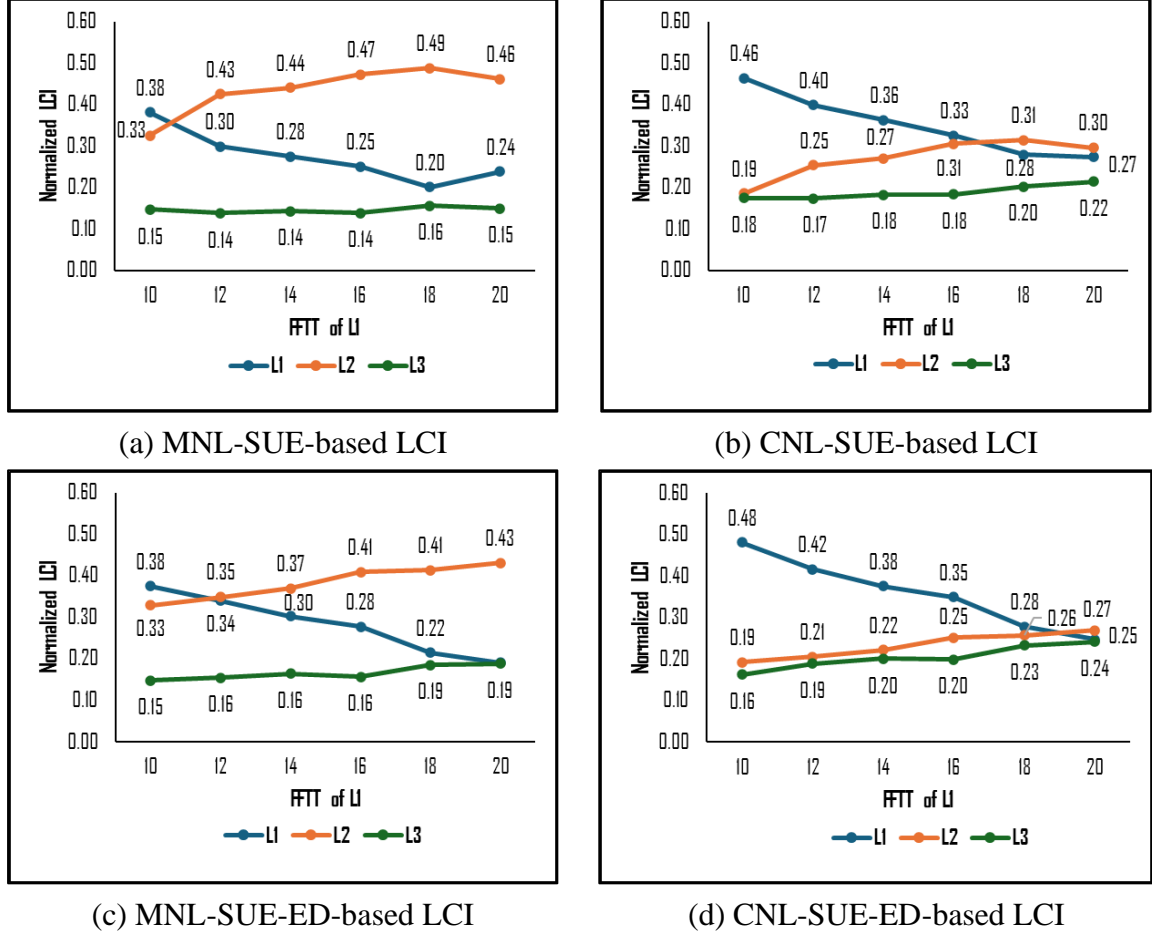 0.60
0.50
0.40
0.30
0.20
0.10
0.00
Normalized LCI
0.38 0.30 0.28 0.25 0.20 0.24
0.33 0.43 0.44 0.47 0.49 0.46
0.15 0.14 0.14 0.14 0.16 0.15
10 12 14 16 18 20
FFTT of L1
L1 L2 L3
(a) MNL-SUE-based LCI
0.60
0.50
0.40
0.30
0.20
0.10
0.00
Normalized LCI
0.46 0.40 0.36 0.33 0.28 0.27
0.19 0.25 0.27 0.31 0.31 0.30
0.18 0.17 0.18 0.18 0.20 0.22
10 12 14 16 18 20
FFTT of L1
L1 L2 L3
(b) CNL-SUE-based LCI
0.60
0.50
0.40
0.30
0.20
0.10
0.00
Normalized LCI
0.38 0.34 0.30 0.28 0.22
0.33 0.35 0.37 0.41 0.41 0.43
0.15 0.16 0.16 0.16 0.19 0.19
10 12 14 16 18 20
FFTT of L1
L1 L2 L3
(c) MNL-SUE-ED-based LCI
0.60
0.50
0.40
0.30
0.20
0.10
0.00
Normalized LCI
0.48 0.42 0.38 0.35 0.28 0.25
0.19 0.21 0.22 0.25 0.26 0.27
0.16 0.19 0.20 0.20 0.23 0.24
10 12 14 16 18 20
FFTT of L1
L1 L2 L3
(d) CNL-SUE-ED-based LCI